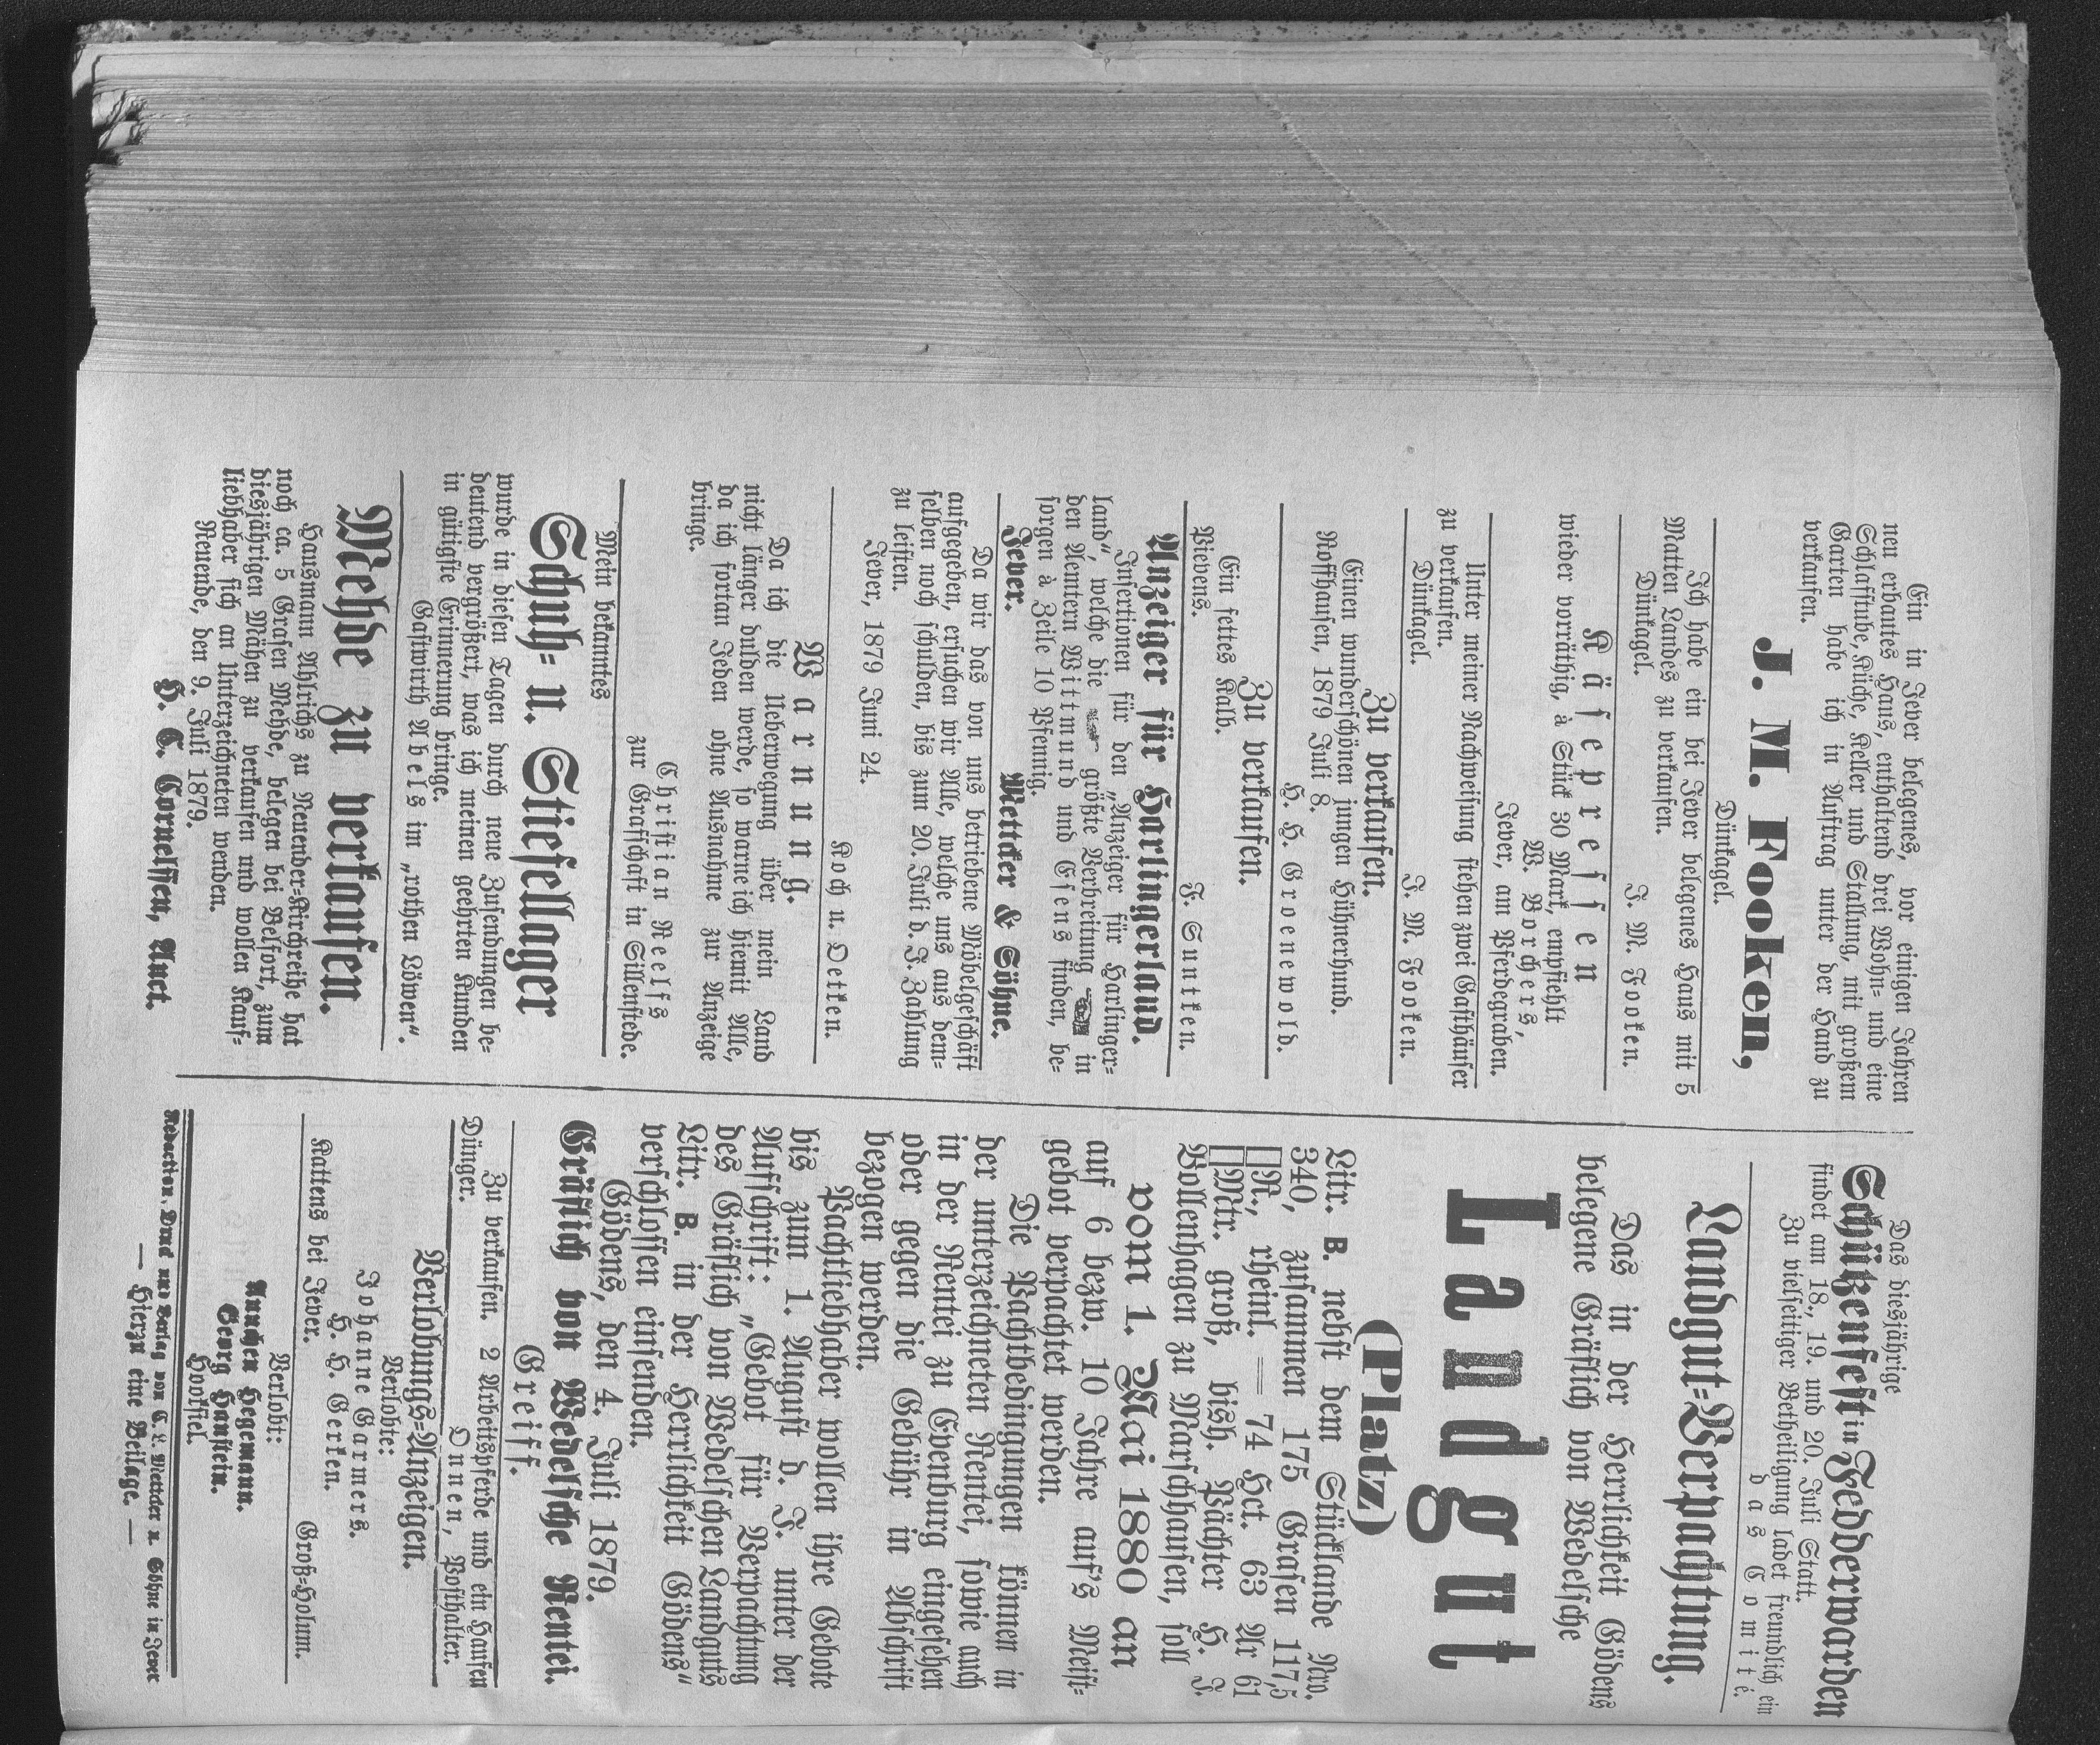 Ein in Jever belegenes, vor einigen Jahren
neu erbautes Haus, enthaltend drei Wohn- und eine
Schlafstube, Küche, Keller und Stallung, mit großem
Garten habe ich in Auftrag unter der Hand zu
verkaufen.
J. M. Fooken,
Dünkagel.
Ich habe ein bei Jever belegenes Haus mit 5
Matten Landes zu verkaufen.
Dünkagel. J. M. Fooken.
Käsepressen
wieder vorräthig, à Stück 30 Mark, empfiehlt
W. Borchers,
Jever, am Pferdegraben.
Unter meiner Nachweisung stehen zwei Gasthäuser
zu verkaufen.
Dünkagel. J. M. Fooken.
Zu verkaufen.
Einen wunderschönen jungen Hühnerhund.
Roffhausen, 1879 Juli 8.
H. H. Groenewold.
Zu verkaufen.
Ein fettes Kalb.
Pievens. F. Suntken.
Anzeiger für Harlingerland.
Insertionen für den „Anzeiger für Harlinger-
land“, welche die größte Verbreitung in
den Aemtern Wittmund und Esens finden, be-
sorgen à Zeile 10 Pfennig.
Jever. Mettcker & Söhne.
Da wir das von uns betriebene Möbelgeschäft
aufgegeben, ersuchen wir Alle, welche uns aus dem-
selben noch schulden, bis zum 20. Juli d. J. Zahlung
zu leisten.
Jever, 1879 Juni 24.
Koch u. Oetken.
Warnung.
Da ich die Ueberwegung über mein Land
nicht länger dulden werde, so warne ich hiemit Alle,
da ich fortan Jeden ohne Ausnahme zur Anzeige
bringe.
Christian Reelfs
zur Grafschaft in Sillenstede.
Mein bekanntes
Schuh- u. Stiefellager
wurde in diesen Tagen durch neue Zusendungen be-
deutend vergrößert, was ich meinen geehrten Kunden
in gütigste Erinnerung bringe.
Gastwirth Abels im „rothen Löwen“.
Mehde zu verkaufen.
Hausmann Ahlrichs zu Neuender-Kirchreihe hat
noch ca. 5 Grasen Mehde, belegen bei Belfort, zum
diesjährigen Mähen zu verkaufen und wollen Kauf-
liebhaber sich an Unterzeichneten wenden.
Neuende, den 9. Juli 1879.
H. C. Cornelssen, Auct.
Das diesjährige
Schützenfest in Fedderwarden
findet am 18., 19. und 20. Juli Statt.
Zu vielseitiger Betheiligung ladet freundlich ein
das Comité.
Landgut-Verpachtung.
Das in der Herrlichkeit Gödens
belegene Gräflich von Wedelsche
Landgut
(Platz)
Litr. B. nebst dem Stücklande Nro.
340, zusammen 175 Grasen 117,5
□R., rheinl. = 74 Hct. 63 Ar 61
□Mtr. groß, bish. Pächter H. J.
Bollenhagen zu Marschhausen, soll
vom 1. Mai 1880 an
auf 6 bezw. 10 Jahre auf's Meist-
gebot verpachtet werden.
Die Pachtbedingungen können in
der unterzeichneten Rentei, sowie auch
in der Rentei zu Evenburg eingesehen
oder gegen die Gebühr in Abschrift
bezogen werden.
Pachtliebhaber wollen ihre Gebote
bis zum 1. August d. J. unter der
Aufschrift: „Gebot für Verpachtung
des Gräflich von Wedelschen Landguts
Litr. B. in der Herrlichkeit Gödens“
verschlossen einsenden.
Gödens, den 4. Juli 1879.
Gräflich von Wedelsche Rentei.
Greiff.
Zu verkaufen. 2 Arbeitspferde und ein Haufen
Dünger. Onnen, Posthalter.
Verlobungs-Anzeigen.
Verlobte:
Johanne Garmers.
H. H. Gerken.
Kattens bei Jever. Groß-Holum.
Verlobt:
Annchen Hegemann.
Georg Hanstein.
Hooksiel.
Redaction, Druck und Verlag von C. L. Mettcker u. Söhne in Jever
— Hierzu eine Beilage. —